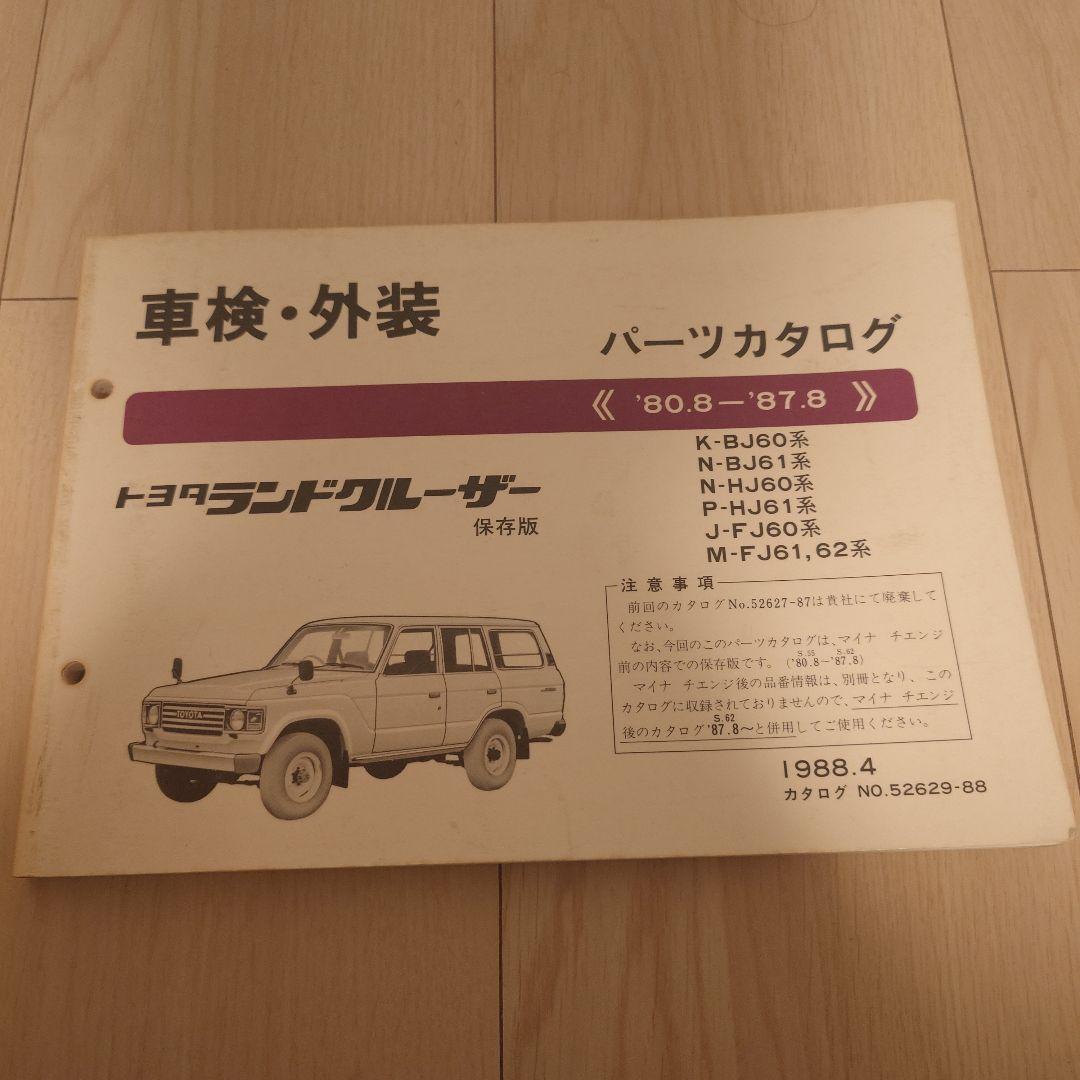 車検・外装
パーツカタログ
《 '80.8—'87.8 》
トヨタランドクルーザー
保存版
K-BJ60系
N-BJ61系
N-HJ60系
P-HJ61系
J-FJ60系
M-FJ61,62系
注意事項
前回のカタログNo.52627-87は貴社にて廃棄して
ください。
なお、今回のこのパーツカタログは、マイナ チエンジ
前の内容での保存版です。('80.8~'87.8)
S.55 S.62
マイナ チエンジ後の品番情報は、別冊となり、この
カタログに収録されておりませんので、マイナ チエンジ
後のカタログ'87.8~と併用してご使用ください。
S.62
1988.4
カタログ NO.52629-88
TOYOTA